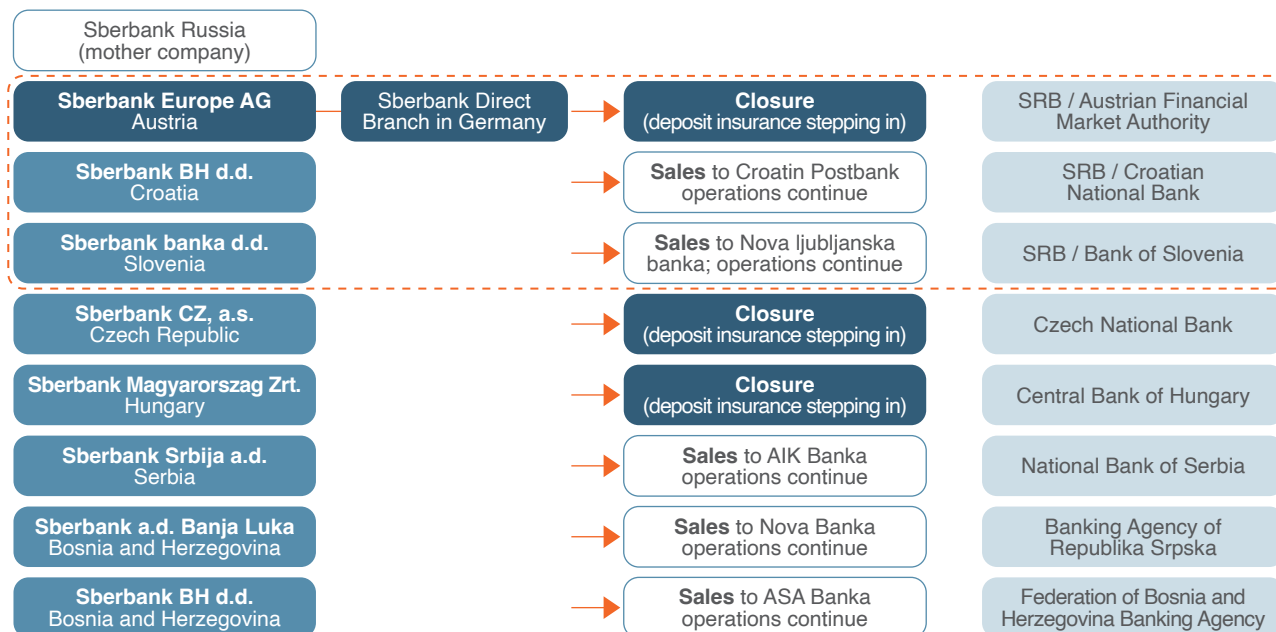 Sberbank Russia
(mother company)
Sberbank Europe AG
Austria
Sberbank Direct
Branch in Germany
Closure
(deposit insurance stepping in)
SRB / Austrian Financial
Market Authority
Sberbank BH d.d.
Croatia
Sales to Croatin Postbank
operations continue
SRB / Croatian
National Bank
Sberbank banka d.d.
Slovenia
Sales to Nova ljubljanska
banka; operations continue
SRB / Bank of Slovenia
Sberbank CZ, a.s.
Czech Republic
Closure
(deposit insurance stepping in)
Czech National Bank
Sberbank Magyarorszag Zrt.
Hungary
Closure
(deposit insurance stepping in)
Central Bank of Hungary
Sberbank Srbija a.d.
Serbia
Sales to AIK Banka
operations continue
National Bank of Serbia
Sberbank a.d. Banja Luka
Bosnia and Herzegovina
Sales to Nova Banka
operations continue
Banking Agency of
Republika Srpska
Sberbank BH d.d.
Bosnia and Herzegovina
Sales to ASA Banka
operations continue
Federation of Bosnia and
Herzegovina Banking Agency